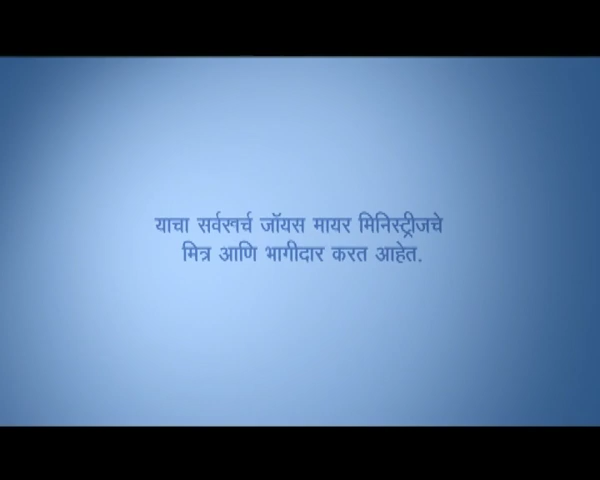 याचा सर्वखर्च जॉयस मायर मिनिस्ट्रीजचे
मित्र आणि भागीदार करत आहेत.